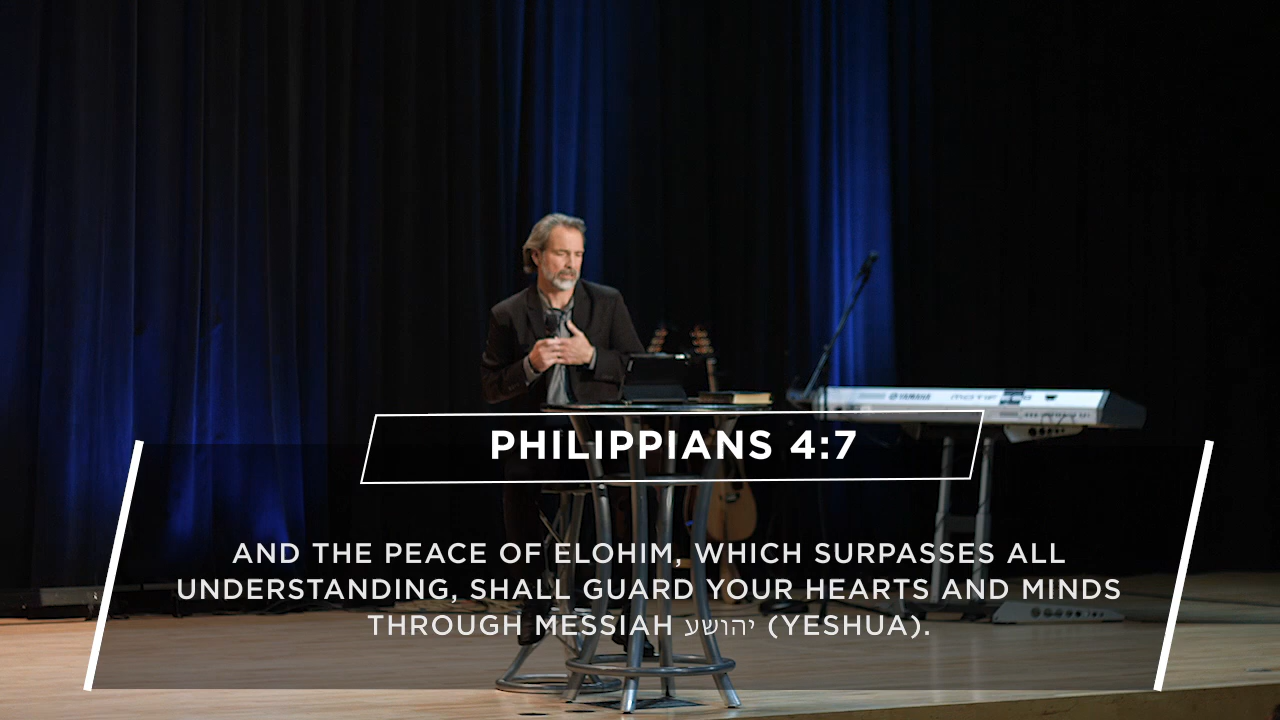 YAMAHA
PHILIPPIANS 4:7
AND THE PEACE OF ELOHIM, WHICH SURPASSES ALL
UNDERSTANDING, SHALL GUARD YOUR HEARTS AND MINDS
THROUGH MESSIAH יהושע (YESHUA).